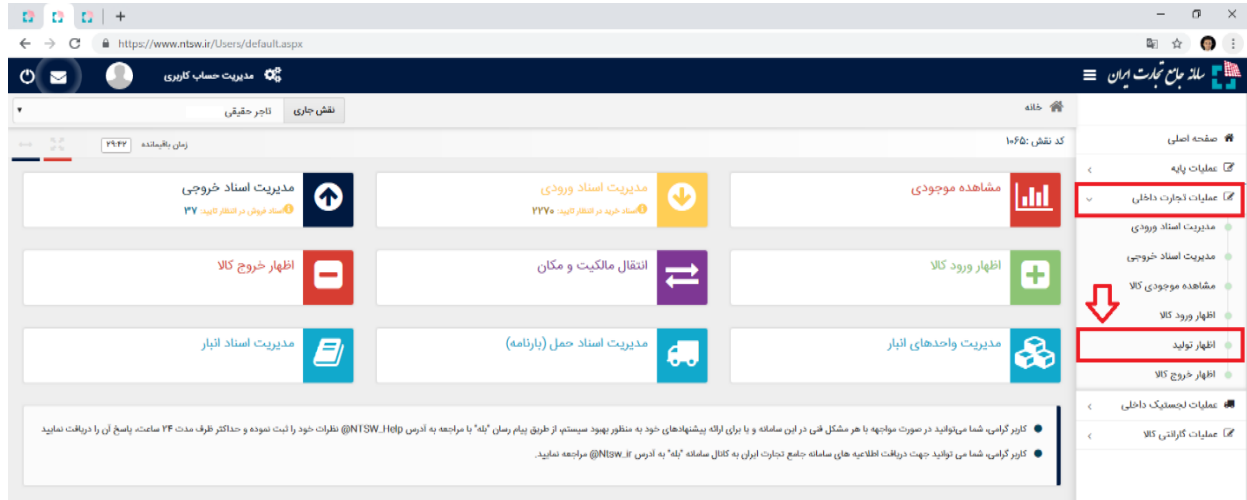 https://www.ntsw.ir/Users/default.aspx
سامانه جامع تجارت ایران
مدیریت حساب کاربری
خانه
نقش جاری
تاجر حقیقی
کد نقش :۱۰۶۵
زمان باقیمانده ۲۹:۴۲
صفحه اصلی
عملیات پایه
عملیات تجارت داخلی
مدیریت اسناد ورودی
مدیریت اسناد خروجی
مشاهده موجودی کالا
اظهار ورود کالا
اظهار تولید
اظهار خروج کالا
عملیات لجستیک داخلی
عملیات گارانتی کالا
مشاهده موجودی
مدیریت اسناد ورودی
اسناد خرید در انتظار تایید: ۲۲۷۰
مدیریت اسناد خروجی
اسناد فروش در انتظار تایید: ۳۷
اظهار ورود کالا
انتقال مالکیت و مکان
اظهار خروج کالا
مدیریت واحدهای انبار
مدیریت اسناد حمل (بارنامه)
مدیریت اسناد انبار
کاربر گرامی، شما می‌توانید در صورت مواجهه با هر مشکل فنی در این سامانه و یا برای ارائه پیشنهادهای خود به منظور بهبود سیستم، از طریق پیام رسان "بله" با مراجعه به آدرس NTSW_Help@ نظرات خود را ثبت نموده و حداکثر ظرف مدت ۲۴ ساعت، پاسخ آن را دریافت نمایید
کاربر گرامی، شما می توانید جهت دریافت اطلاعیه های سامانه جامع تجارت ایران به کانال سامانه "بله" به آدرس Ntsw_ir@ مراجعه نمایید.